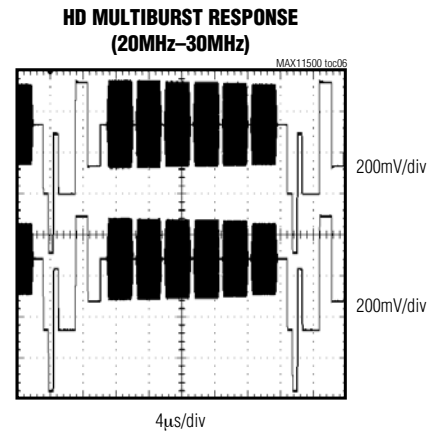 HD MULTIBURST RESPONSE
(20MHz–30MHz)
MAX11500 toc06
200mV/div
200mV/div
4µs/div